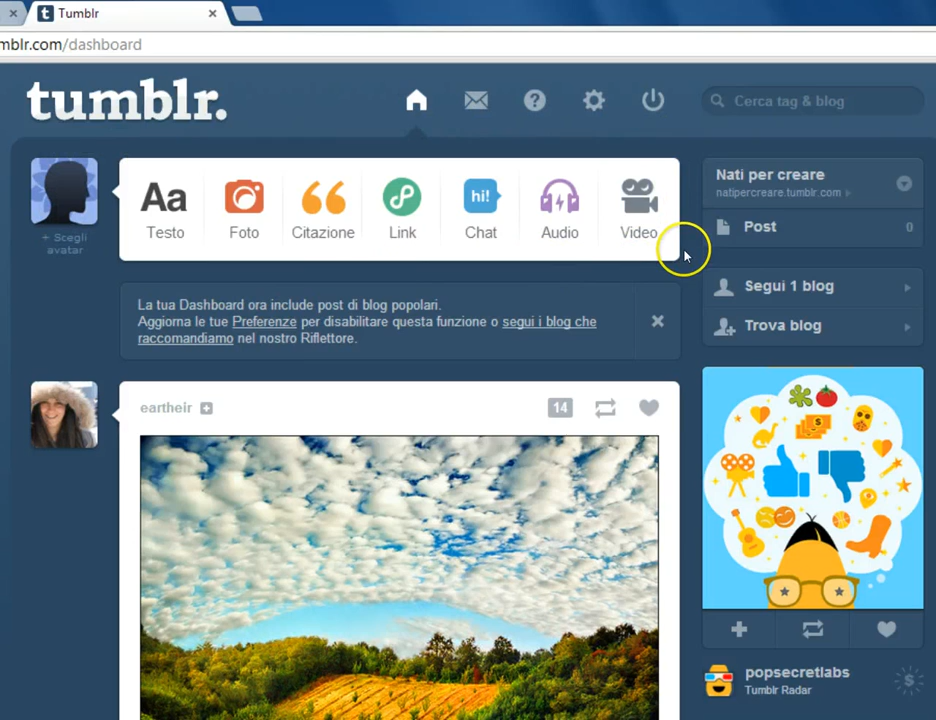 Tumblr
mblr.com/dashboard
tumblr.
Cerca tag & blog
+ Scegli
avatar
Aa
Testo
Foto
Citazione
Link
hi!
Chat
Audio
Video
Nati per creare
natipercreare.tumblr.com
Post 0
Segui 1 blog
Trova blog
La tua Dashboard ora include post di blog popolari.
Aggiorna le tue Preferenze per disabilitare questa funzione o segui i blog che
raccomandiamo nel nostro Riflettore.
eartheir
14
popsecretlabs
Tumblr Radar